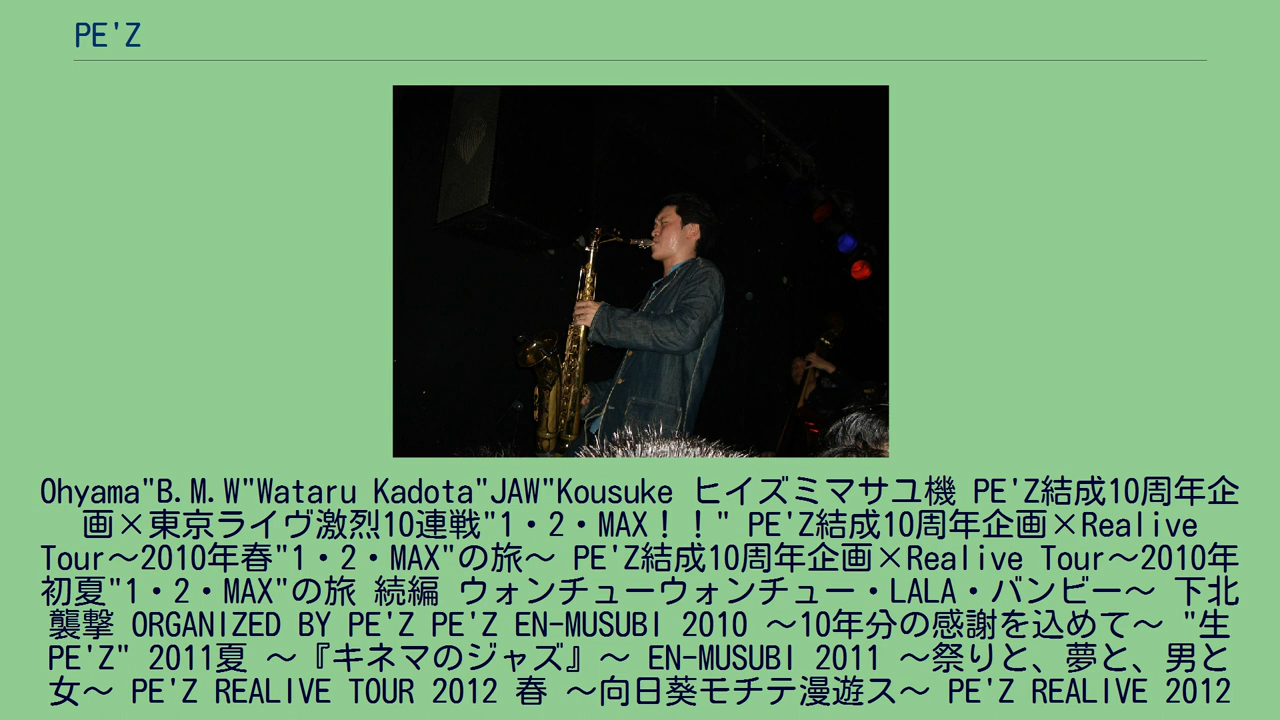 PE'Z
Ohyama"B.M.W"Wataru Kadota"JAW"Kousuke ヒイズミマサユ機 PE'Z結成10周年企
画×東京ライヴ激烈10連戦"1・2・MAX！！" PE'Z結成10周年企画×Realive
Tour～2010年春"1・2・MAX"の旅～ PE'Z結成10周年企画×Realive Tour～2010年
初夏"1・2・MAX"の旅 続編 ウォンチューウォンチュー・LALA・バンビー～ 下北
襲撃 ORGANIZED BY PE'Z PE'Z EN-MUSUBI 2010 ～10年分の感謝を込めて～ "生
PE'Z" 2011夏 ～『キネマのジャズ』～ EN-MUSUBI 2011 ～祭りと、夢と、男と
女～ PE'Z REALIVE TOUR 2012 春 ～向日葵モチテ漫遊ス～ PE'Z REALIVE 2012